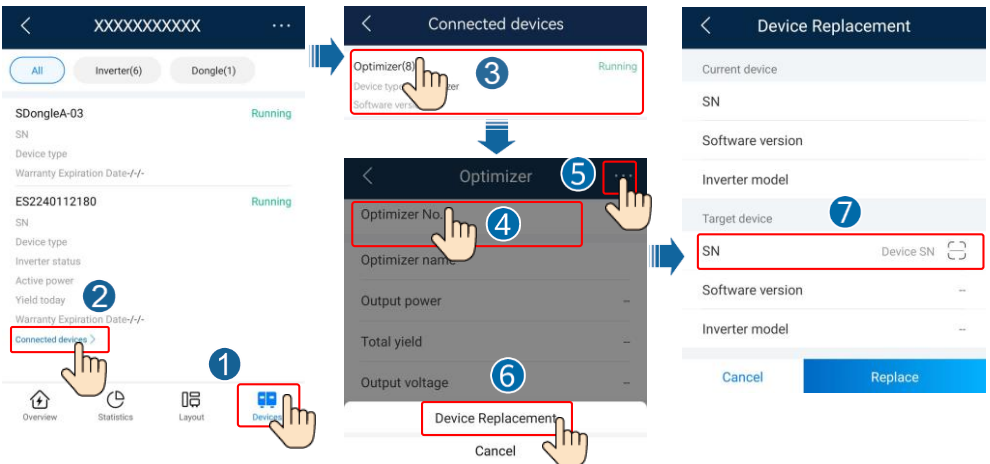 XXXXXXXXXXX
All
Inverter(6)
Dongle(1)
SDongleA-03 Running
SN
Device type
Warranty Expiration Date-/-/-
ES2240112180 Running
SN
Device type
Inverter status
Active power
Yield today
2
Warranty Expiration Date-/-/-
Connected devices >
1
Overview
Statistics
Layout
Devices
Connected devices
Optimizer(8) Running
3
Device type
Software
Optimizer
5
Optimizer No.
4
Optimizer name
Output power --
Total yield --
Output voltage --
6
Device Replacement
Cancel
Device Replacement
Current device
SN
Software version
Inverter model
Target device
7
SN Device SN
Software version --
Inverter model --
Cancel
Replace